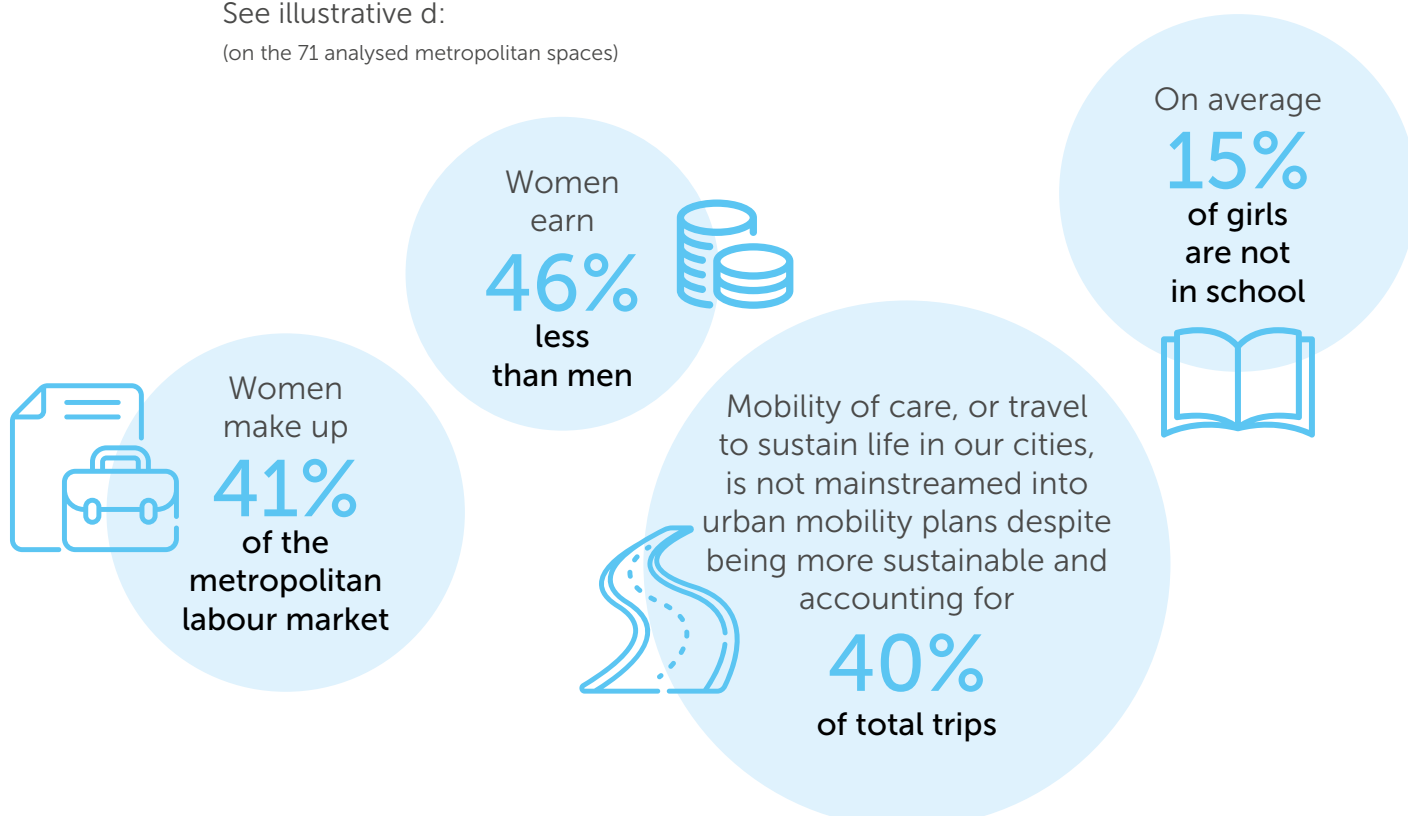 See illustrative d:
(on the 71 analysed metropolitan spaces)
On average
15%
of girls
are not
in school
Women
earn
46%
less
than men
Women
make up
41%
of the
metropolitan
labour market
Mobility of care, or travel
to sustain life in our cities,
is not mainstreamed into
urban mobility plans despite
being more sustainable and
accounting for
40%
of total trips